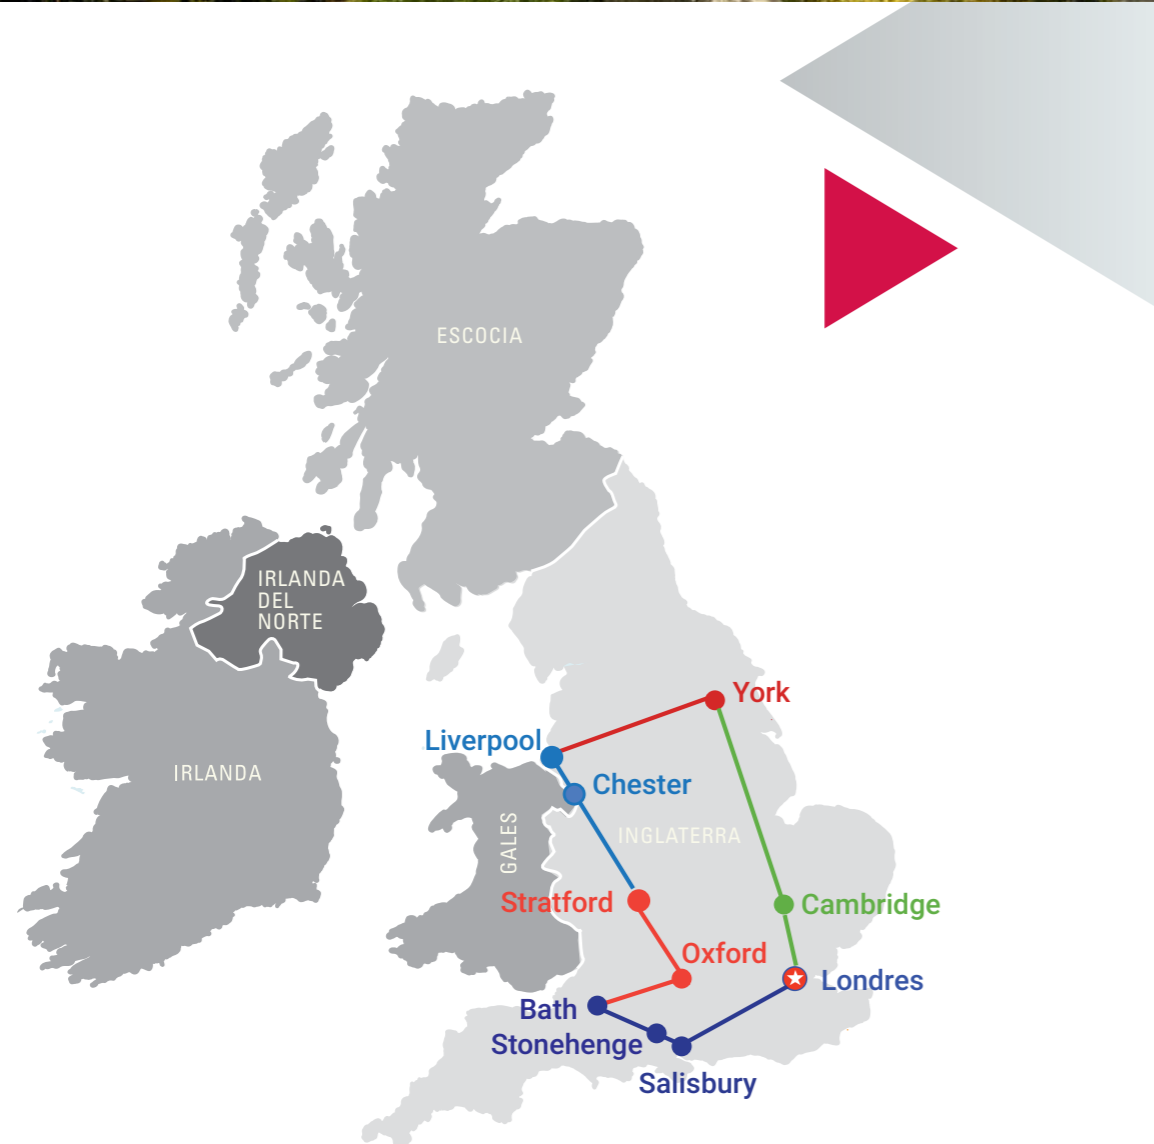 ESCOCIA
IRLANDA
DEL
NORTE
York
Liverpool
IRLANDA
Chester
GALES
INGLATERRA
Stratford
Cambridge
Oxford
Londres
Bath
Stonehenge
Salisbury